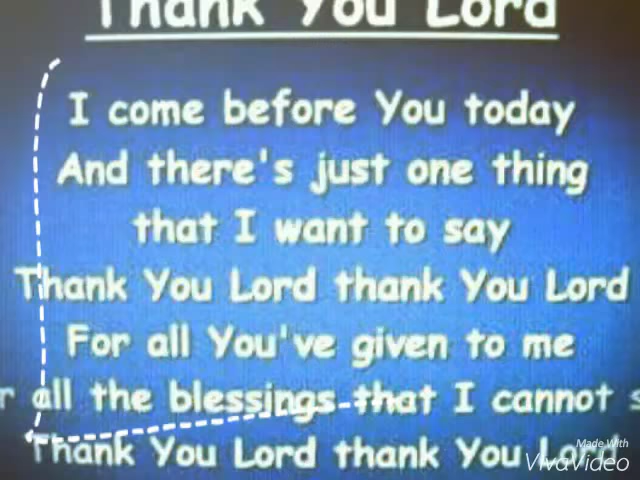 Thank You Lord
I come before You today
And there's just one thing
that I want to say
Thank You Lord thank You Lord
For all You've given to me
all the blessings that I cannot
Thank You Lord thank You Lord
Made With
VivaVideo